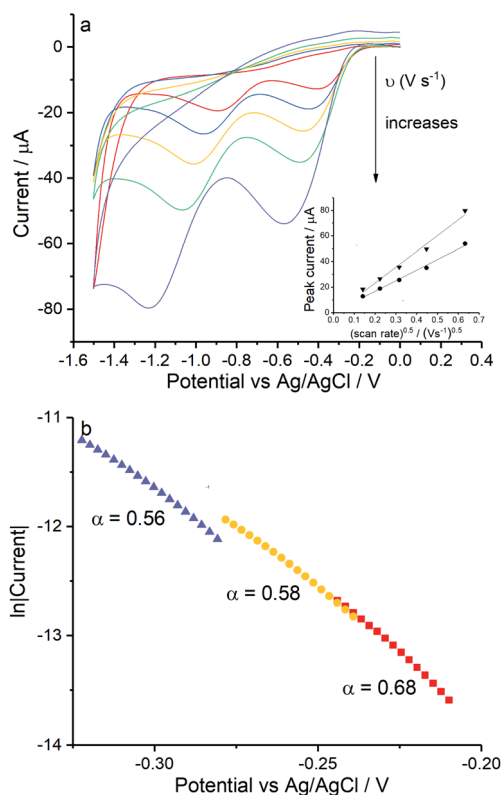 a
0
-20
-40
-60
-80
Current / μA
υ (V s⁻¹)
increases
80
60
40
20
0
Peak current / μA
0.0 0.1 0.2 0.3 0.4 0.5 0.6 0.7
(scan rate)^0.5 / (Vs⁻¹)^0.5
-1.6 -1.4 -1.2 -1.0 -0.8 -0.6 -0.4 -0.2 0.0 0.2 0.4
Potential vs Ag/AgCl / V
b
-11
-12
-13
-14
ln|Current|
α = 0.56
α = 0.58
α = 0.68
-0.30 -0.25 -0.20
Potential vs Ag/AgCl / V